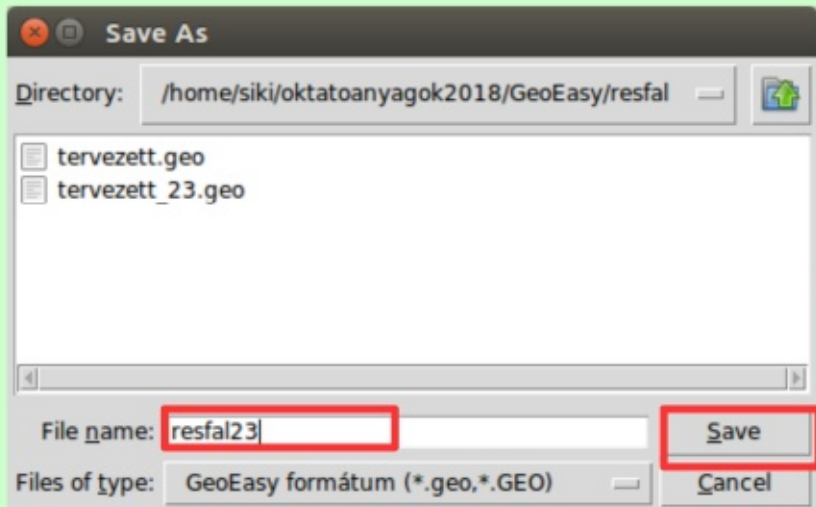 Save As
Directory: /home/siki/oktatoanyagok2018/GeoEasy/resfal
tervezett.geo
tervezett_23.geo
File name: resfal23 Save
Files of type: GeoEasy formátum (*.geo,*.GEO) Cancel